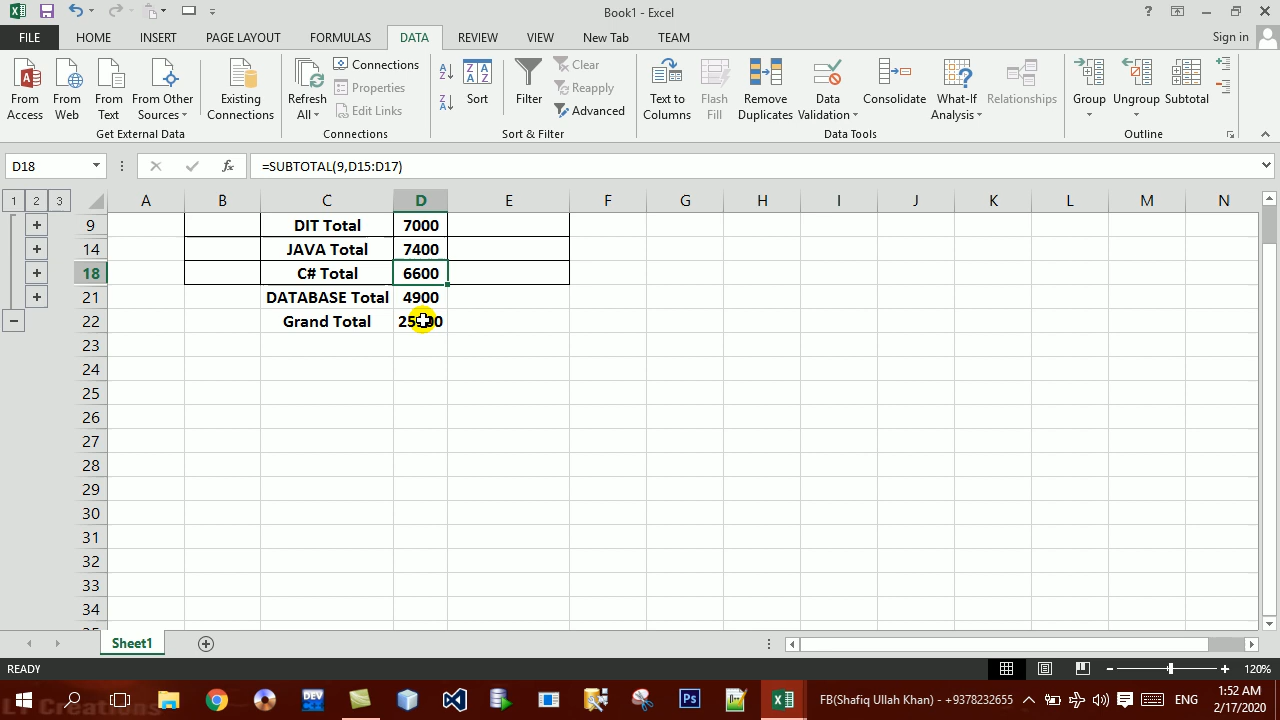 Book1 - Excel
FILE HOME INSERT PAGE LAYOUT FORMULAS DATA REVIEW VIEW New Tab TEAM Sign in
From Access
From Web
From Text
From Other Sources
Get External Data
Existing Connections
Refresh All
Connections
Properties
Edit Links
Connections
Sort
Filter
Clear
Reapply
Advanced
Sort & Filter
Text to Columns
Flash Fill
Remove Duplicates
Data Validation
Consolidate
What-If Analysis
Relationships
Data Tools
Group
Ungroup
Subtotal
Outline
D18 fx =SUBTOTAL(9,D15:D17)
1 2 3 A B C D E F G H I J K L M N
9 DIT Total 7000
14 JAVA Total 7400
18 C# Total 6600
21 DATABASE Total 4900
22 Grand Total
23
24
25
26
27
28
29
30
31
32
33
34
Sheet1
READY 120%
FB(Shafiq Ullah Khan) - +9378232655 ENG 1:52 AM
2/17/2020
LT Creations